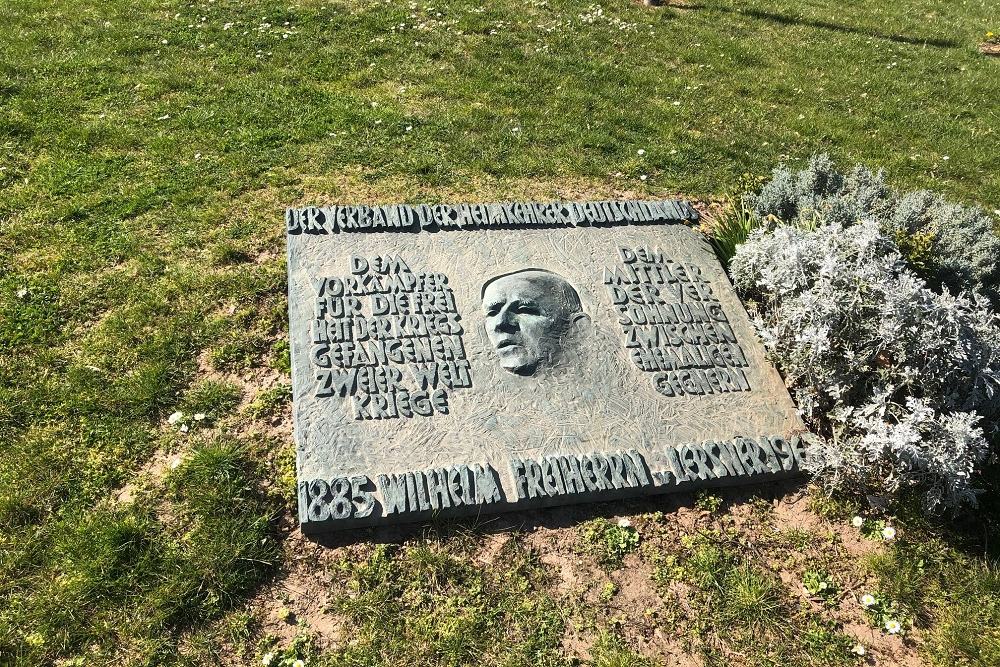 DER VERBAND DER HEIMKEHRER DEUTSCHLANDS
DEM
VORKÄMPFER
FÜR DIE FREI
HEIT DER KRIEGS
GEFANGENEN
ZWEIER WELT
KRIEGE
DEM
MITTLER
DER VER
SÖHNUNG
ZWISCHEN
EHEMALIGEN
GEGNERN
1885 WILHELM FREIHERRN V. LERSNER